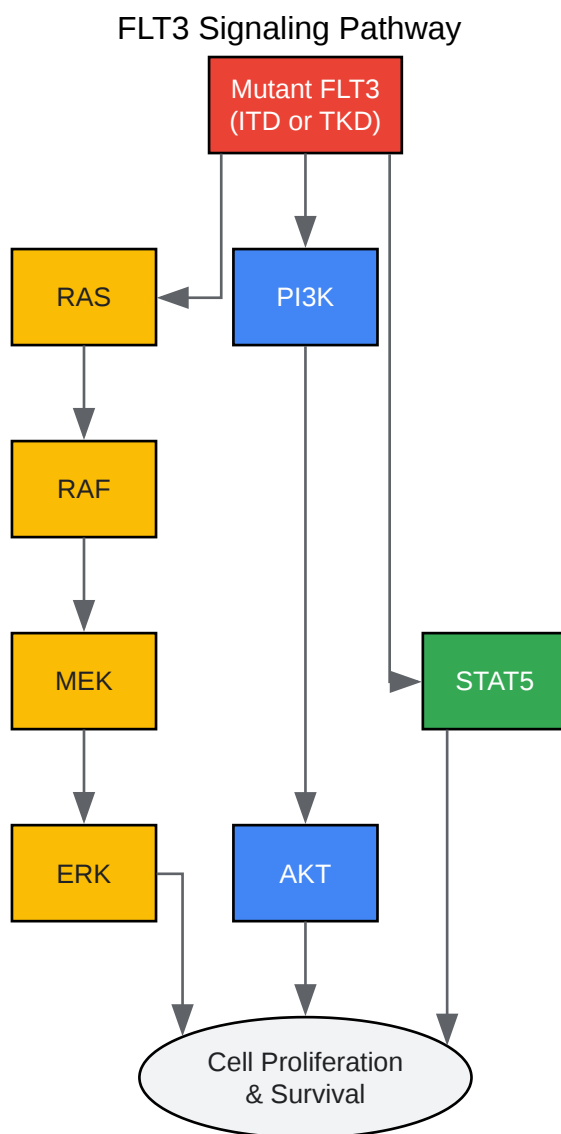 FLT3 Signaling Pathway
Mutant FLT3
(ITD or TKD)
RAS
PI3K
RAF
MEK
STAT5
ERK
AKT
Cell Proliferation
& Survival